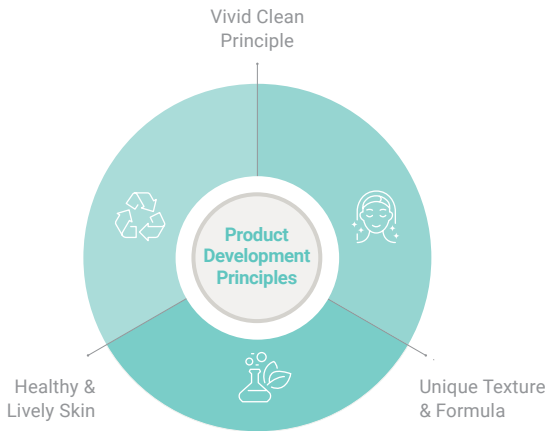 Vivid Clean
Principle
Product
Development
Principles
Healthy &
Lively Skin
Unique Texture
& Formula